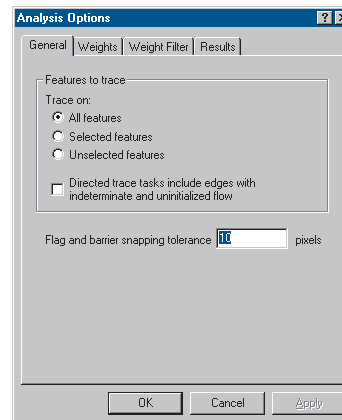 Analysis Options
General Weights Weight Filter Results
Features to trace
Trace on:
All features
Selected features
Unselected features
Directed trace tasks include edges with
indeterminate and uninitialized flow
Flag and barrier snapping tolerance 10 pixels
OK Cancel Apply